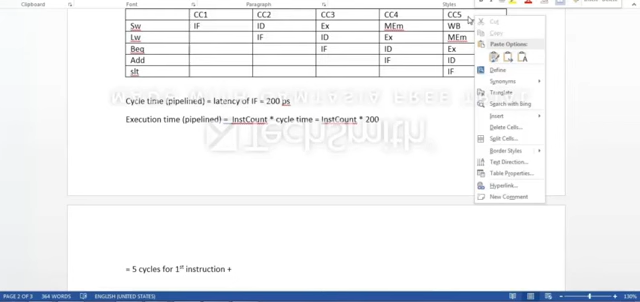 Font
Paragraph
Styles
CC1 CC2 CC3 CC4 CC5
Sw IF ID Ex MEm WB
Lw IF ID Ex MEm
Beq IF ID Ex
Add IF ID
slt IF
Cycle time (pipelined) = latency of IF = 200 ps
Execution time (pipelined) = InstCount * cycle time = InstCount * 200
TechSmith
= 5 cycles for 1st instruction +
Cut
Copy
Paste Options:
Define
Synonyms
Translate
Search with Bing
Insert
Delete Cells...
Split Cells...
Border Styles
Text Direction...
Table Properties...
Hyperlink...
New Comment
PAGE 2 OF 3 364 WORDS ENGLISH (UNITED STATES) 130%